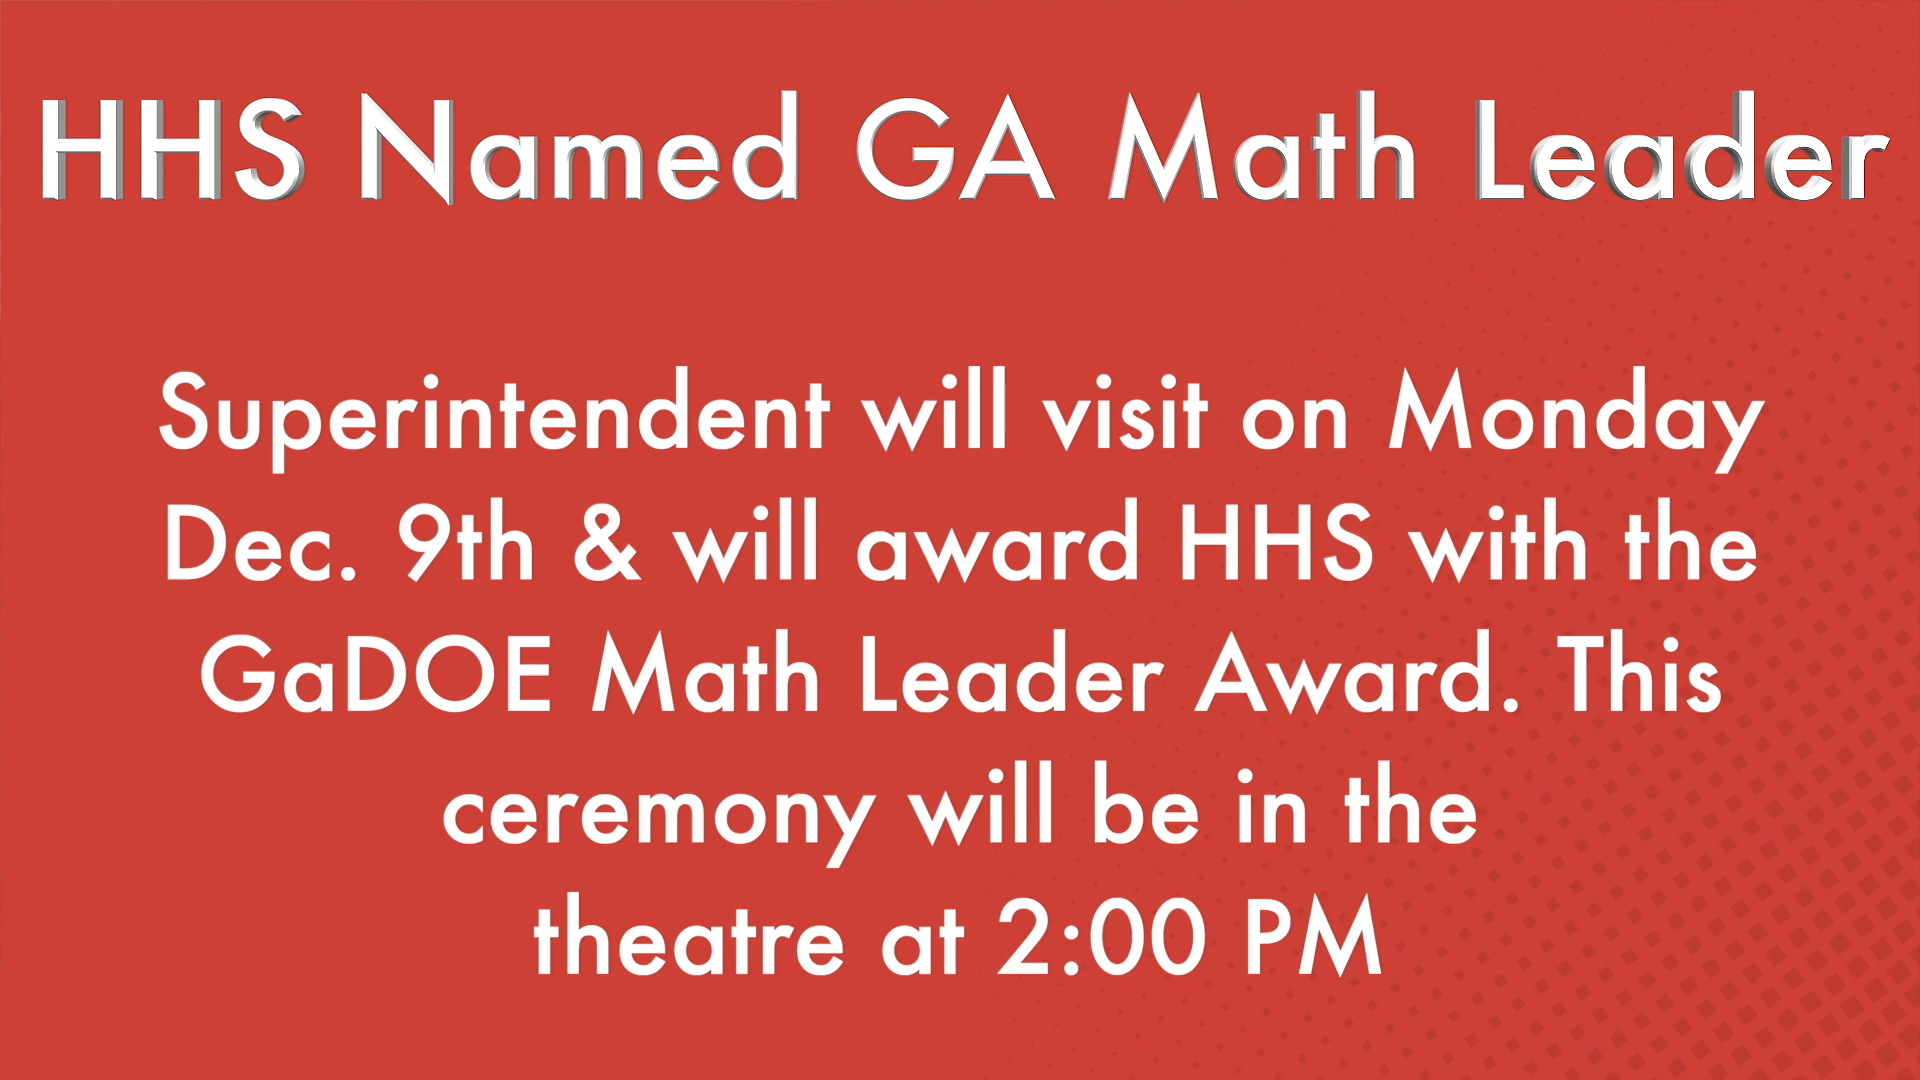 HHS Named GA Math Leader
Superintendent will visit on Monday
Dec. 9th & will award HHS with the
GaDOE Math Leader Award. This
ceremony will be in the
theatre at 2:00 PM